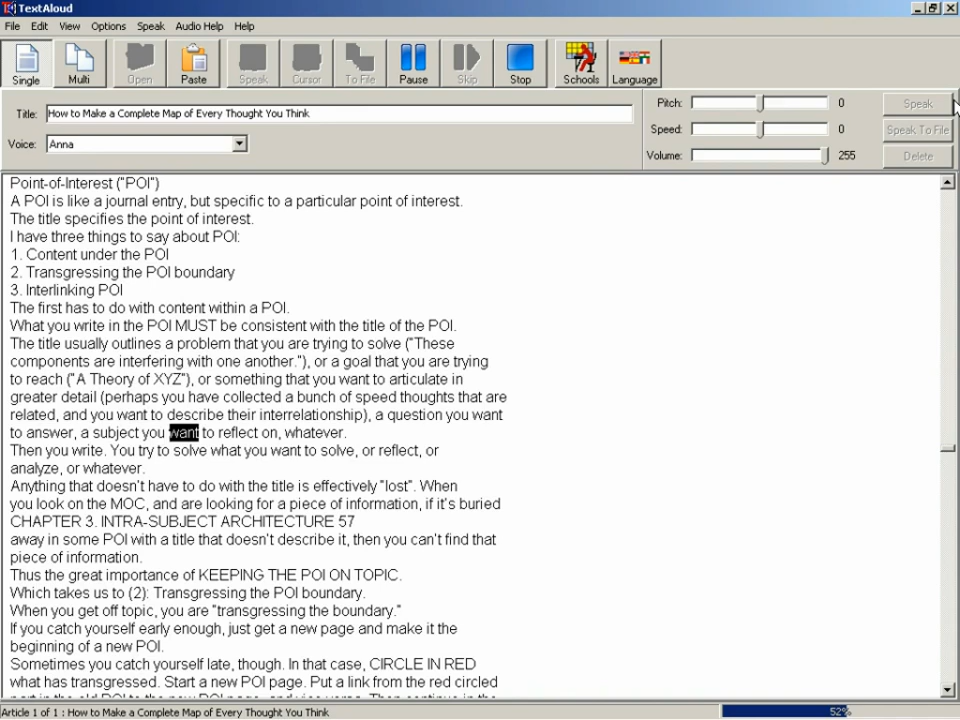 TextAloud
File Edit View Options Speak Audio Help Help
Single Multi Open Paste Speak Cursor To File Pause Skip Stop Schools Language
Title: How to Make a Complete Map of Every Thought You Think
Voice: Anna
Pitch: 0 Speak
Speed: 0 Speak To File
Volume: 255 Delete
Point-of-Interest ("POI")
A POI is like a journal entry, but specific to a particular point of interest.
The title specifies the point of interest.
I have three things to say about POI:
1. Content under the POI
2. Transgressing the POI boundary
3. Interlinking POI
The first has to do with content within a POI.
What you write in the POI MUST be consistent with the title of the POI.
The title usually outlines a problem that you are trying to solve ("These
components are interfering with one another."), or a goal that you are trying
to reach ("A Theory of XYZ"), or something that you want to articulate in
greater detail (perhaps you have collected a bunch of speed thoughts that are
related, and you want to describe their interrelationship), a question you want
to answer, a subject you want to reflect on, whatever.
Then you write. You try to solve what you want to solve, or reflect, or
analyze, or whatever.
Anything that doesn't have to do with the title is effectively "lost". When
you look on the MOC, and are looking for a piece of information, if it's buried
CHAPTER 3. INTRA-SUBJECT ARCHITECTURE 57
away in some POI with a title that doesn't describe it, then you can't find that
piece of information.
Thus the great importance of KEEPING THE POI ON TOPIC.
Which takes us to (2): Transgressing the POI boundary.
When you get off topic, you are "transgressing the boundary."
If you catch yourself early enough, just get a new page and make it the
beginning of a new POI.
Sometimes you catch yourself late, though. In that case, CIRCLE IN RED
what has transgressed. Start a new POI page. Put a link from the red circled
part in the old POI to the new POI page, and vice versa. Then continue in the
Article 1 of 1 : How to Make a Complete Map of Every Thought You Think
52%